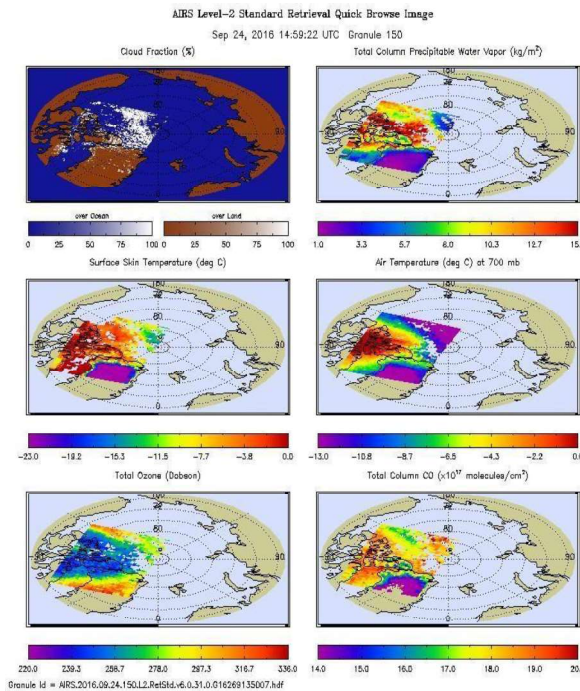 AIRS Level-2 Standard Retrieval Quick Browse Image
Sep 24, 2016 14:59:22 UTC Granule 150
Cloud Fraction (%)
Total Column Precipitable Water Vapor (kg/m²)
over Ocean over Land
0 25 50 75 100 0 25 50 75 100
1.0 3.3 5.7 8.0 10.3 12.7 15.
Surface Skin Temperature (deg C)
Air Temperature (deg C) at 700 mb
-23.0 -19.2 -15.3 -11.5 -7.7 -3.8 0.0
-13.0 -10.8 -8.7 -6.5 -4.3 -2.2 0.0
Total Ozone (Dobson)
Total Column CO (x10¹⁷ molecules/cm²)
220.0 239.3 258.7 278.0 297.3 316.7 336.0
14.0 15.0 16.0 17.0 18.0 19.0 20.
Granule Id = AIRS.2016.09.24.150.L2.RetStd.v6.0.31.0.G16269135007.hdf